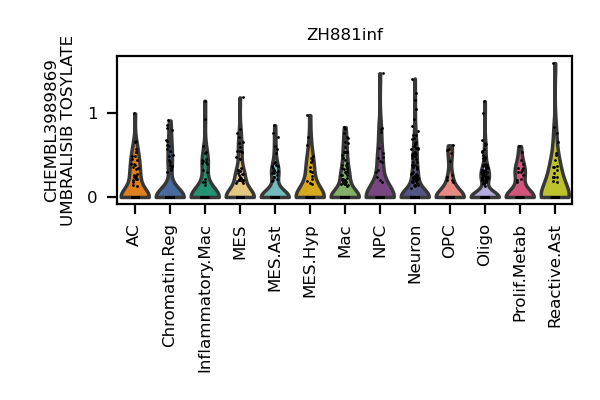 ZH881inf
CHEMBL3989869
UMBRALISIB TOSYLATE
1
0
AC
Chromatin.Reg
Inflammatory.Mac
MES
MES.Ast
MES.Hyp
Mac
NPC
Neuron
OPC
Oligo
Prolif.Metab
Reactive.Ast